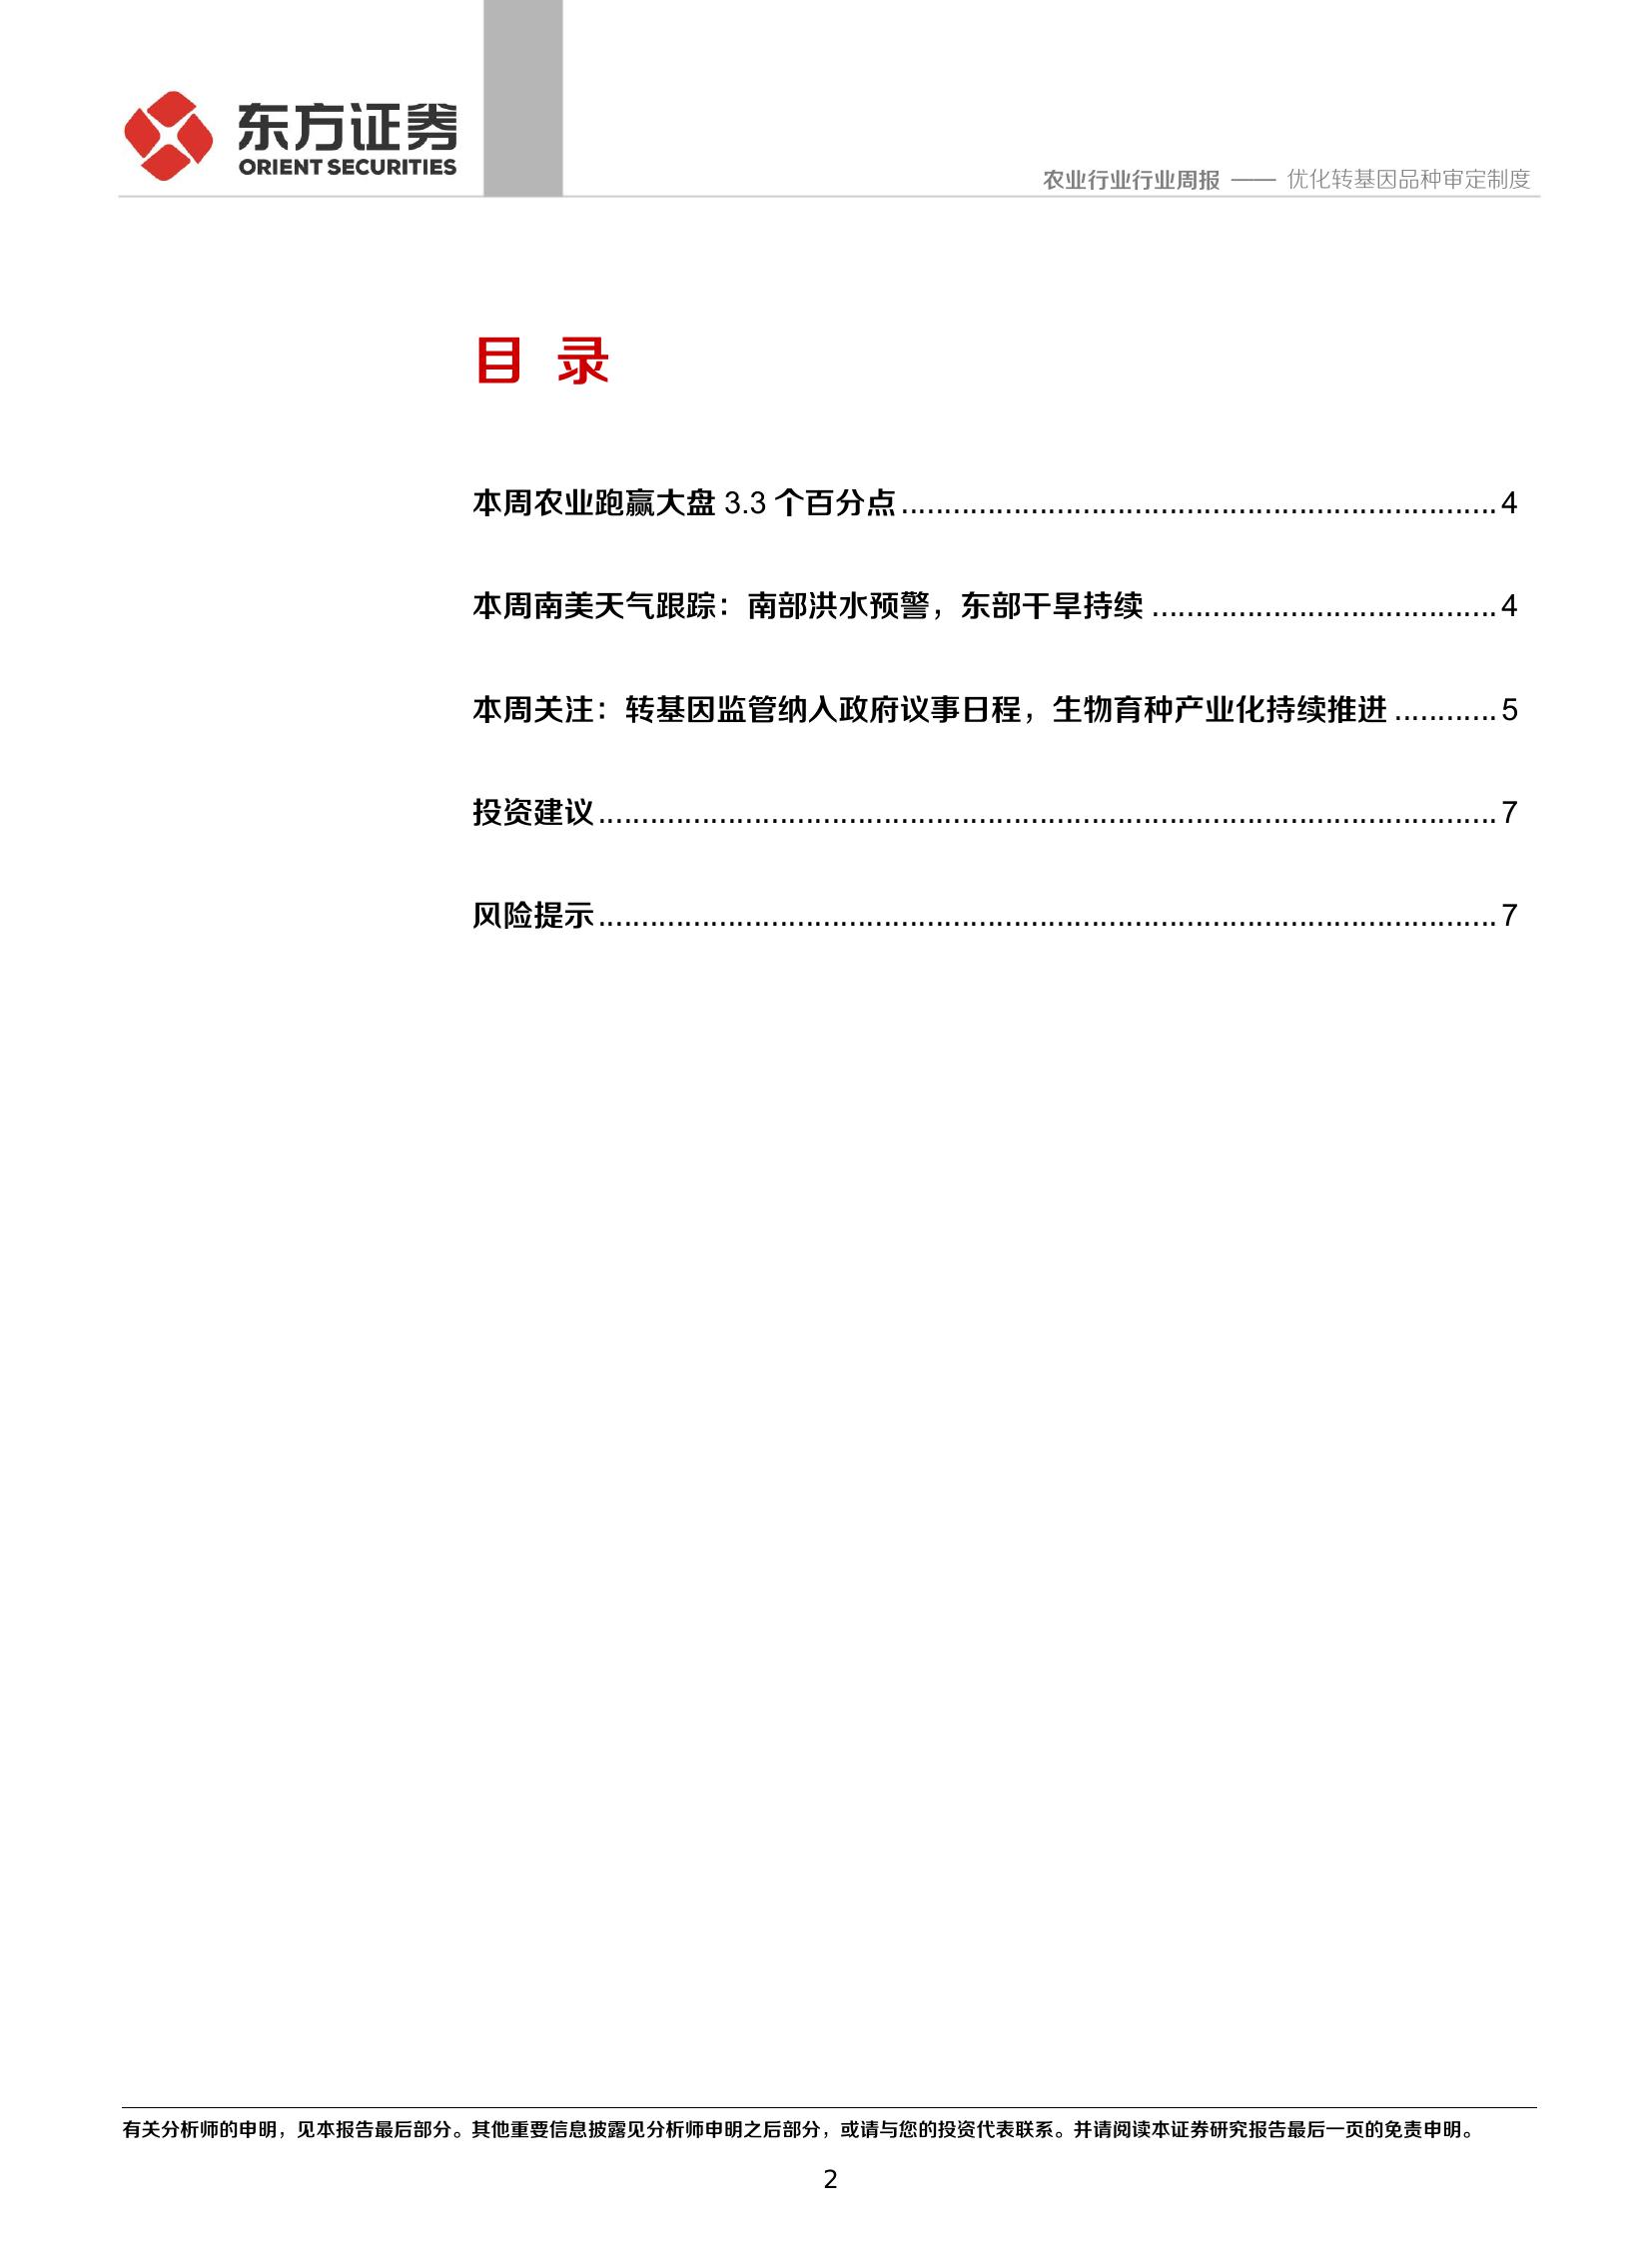 东方证券
ORIENT SECURITIES
农业行业行业周报 —— 优化转基因品种审定制度
目 录
本周农业跑赢大盘 3.3 个百分点.....................................................................4
本周南美天气跟踪：南部洪水预警，东部干旱持续 ........................................4
本周关注：转基因监管纳入政府议事日程，生物育种产业化持续推进 ............5
投资建议........................................................................................................7
风险提示........................................................................................................7
有关分析师的申明，见本报告最后部分。其他重要信息披露见分析师申明之后部分，或请与您的投资代表联系。并请阅读本证券研究报告最后一页的免责申明。
2